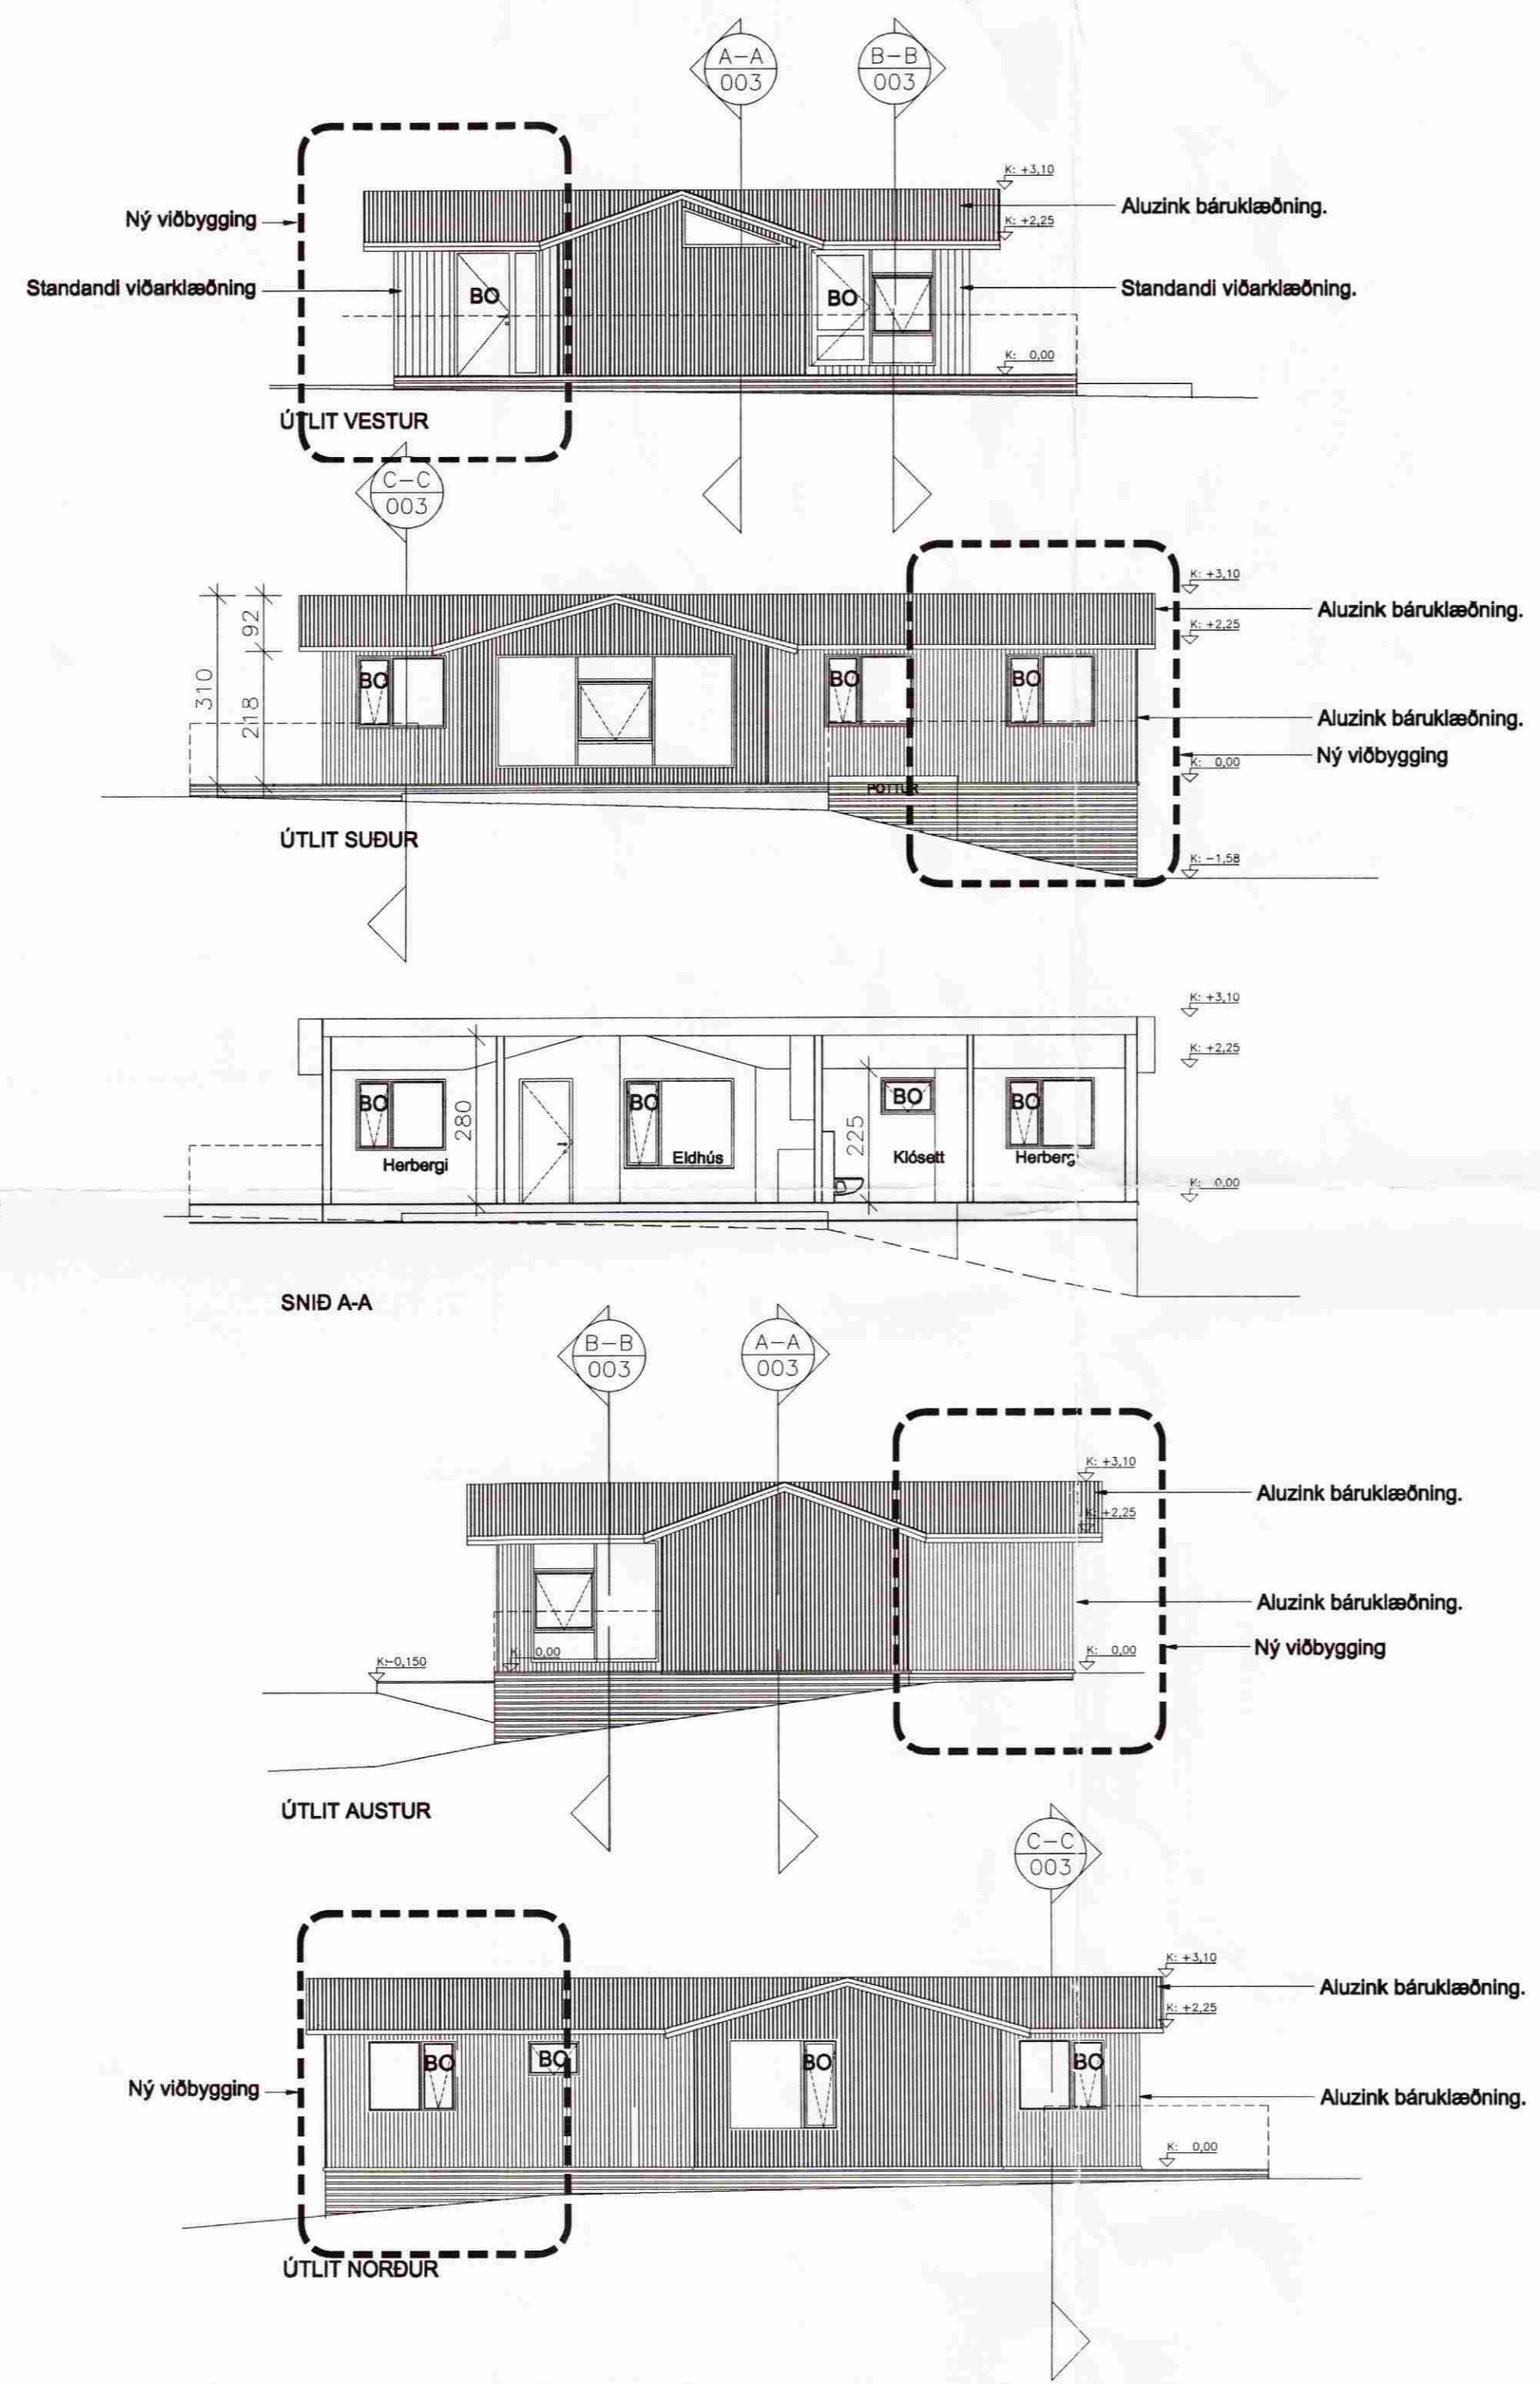 A-A
003
B-B
003
K: +3,10
Ný viðbygging
Aluzink báruklæðning.
K: +2,25
Standandi viðarklæðning
BO
BO
Standandi viðarklæðning.
K: 0,00
ÚTLIT VESTUR
C-C
003
K: +3,10
92
Aluzink báruklæðning.
K: +2,25
310
BO
BO
BO
218
Aluzink báruklæðning.
Ný viðbygging
K: 0,00
POTTUR
ÚTLIT SUÐUR
K: -1,58
K: +3,10
K: +2,25
BO
280
BO
BO
BO
225
Herbergi
Eldhús
Klósett
Herberg
K: 0,00
SNIÐ A-A
B-B
003
A-A
003
K: +3,10
Aluzink báruklæðning.
K: +2,25
Aluzink báruklæðning.
K: 0,00
K: 0,00
Ný viðbygging
K:-0,150
ÚTLIT AUSTUR
C-C
003
K: +3,10
Aluzink báruklæðning.
K: +2,25
BO
BO
BO
BO
Ný viðbygging
Aluzink báruklæðning.
K: 0,00
ÚTLIT NORÐUR